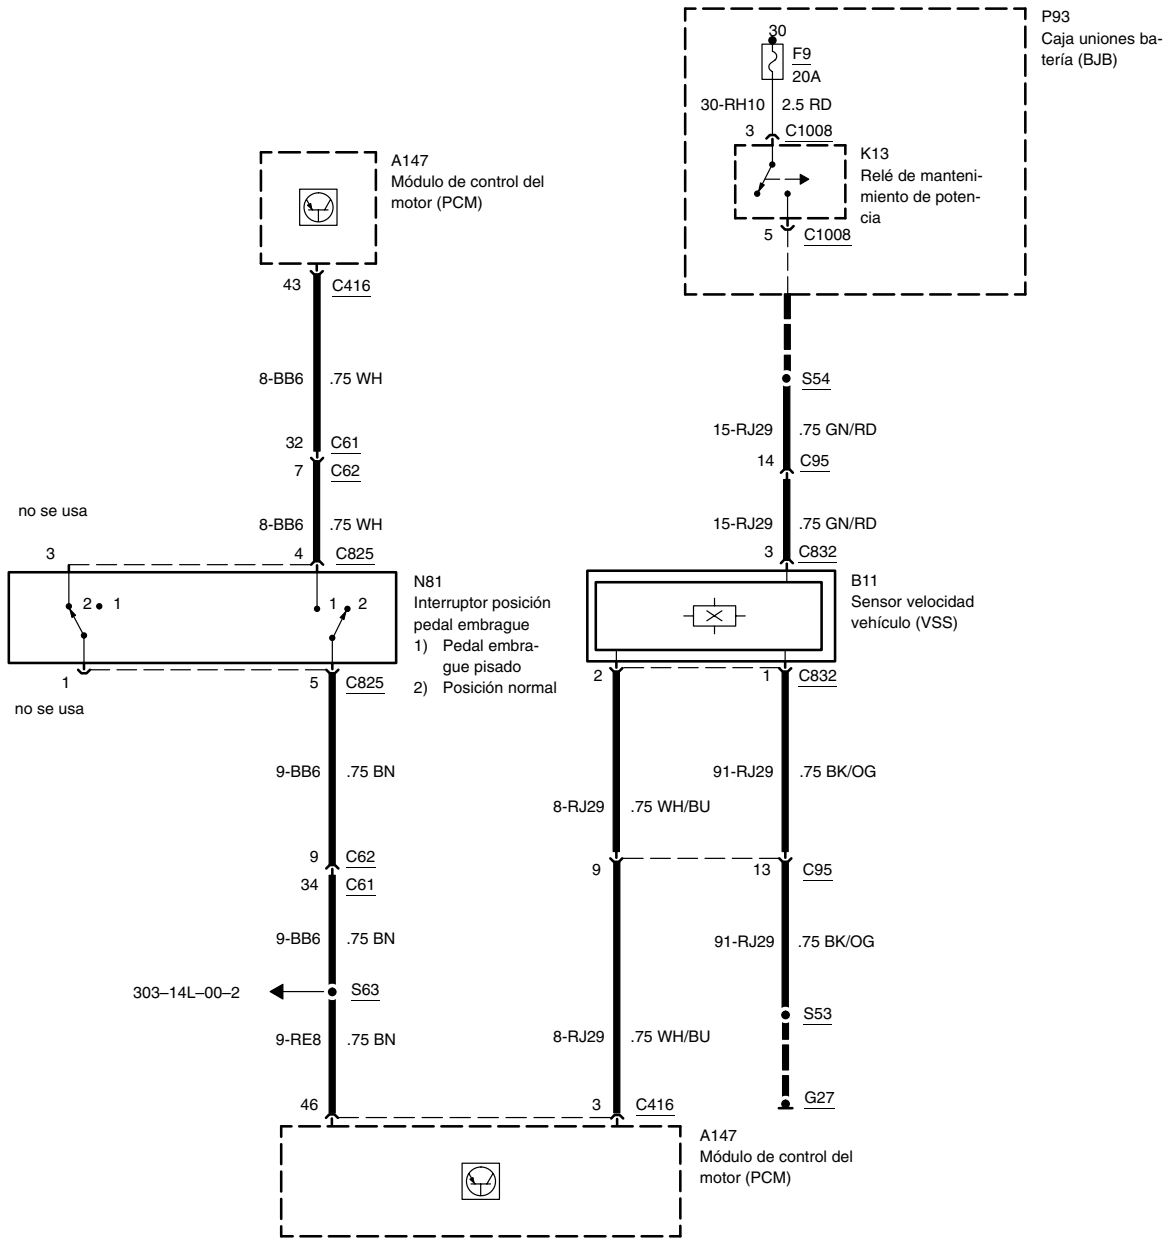 P93
Caja uniones ba-
tería (BJB)
30
F9
20A
30-RH10 2.5 RD
3 C1008
K13
Relé de manteni-
miento de poten-
cia
5 C1008
A147
Módulo de control del
motor (PCM)
43 C416
8-BB6 .75 WH
32 C61
7 C62
8-BB6 .75 WH
no se usa
3
4 C825
2 1
1 2
N81
Interruptor posición
pedal embrague
1) Pedal embra-
gue pisado
2) Posición normal
1
no se usa
5 C825
9-BB6 .75 BN
9 C62
34 C61
9-BB6 .75 BN
303–14L–00–2
S63
9-RE8 .75 BN
46
S54
15-RJ29 .75 GN/RD
14 C95
15-RJ29 .75 GN/RD
3 C832
B11
Sensor velocidad
vehículo (VSS)
2
1 C832
91-RJ29 .75 BK/OG
8-RJ29 .75 WH/BU
9
13 C95
91-RJ29 .75 BK/OG
S53
8-RJ29 .75 WH/BU
G27
3 C416
A147
Módulo de control del
motor (PCM)